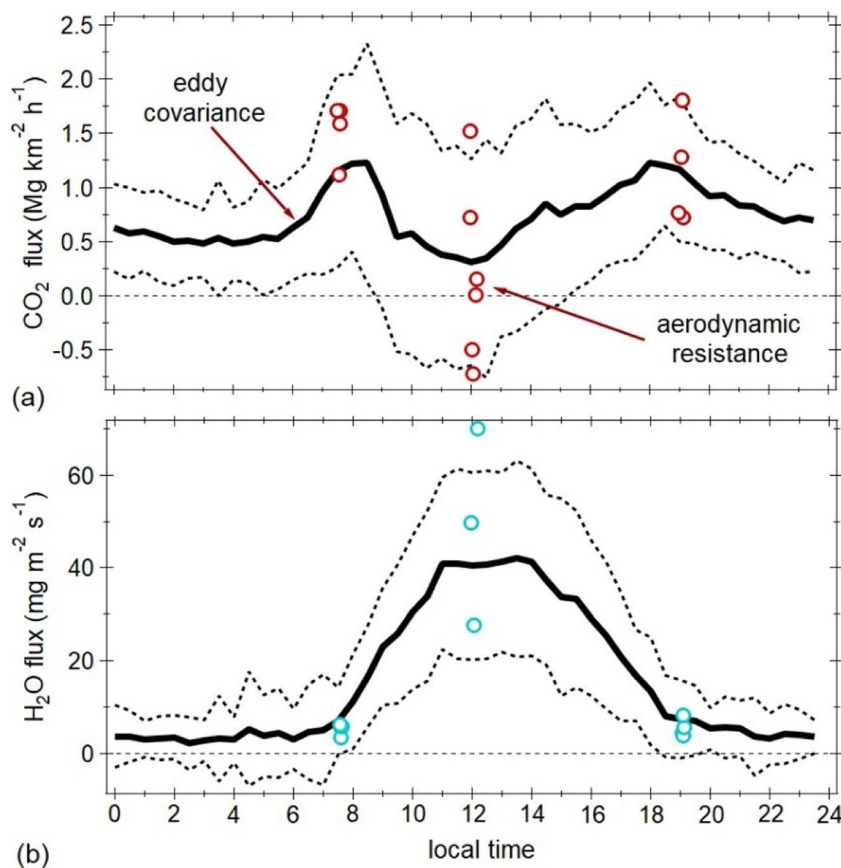 2.5
2.0
1.5
1.0
0.5
0.0
-0.5
CO₂ flux (Mg km⁻² h⁻¹)
eddy
covariance
aerodynamic
resistance
(a)
60
40
20
0
H₂O flux (mg m⁻² s⁻¹)
0 2 4 6 8 10 12 14 16 18 20 22 24
local time
(b)